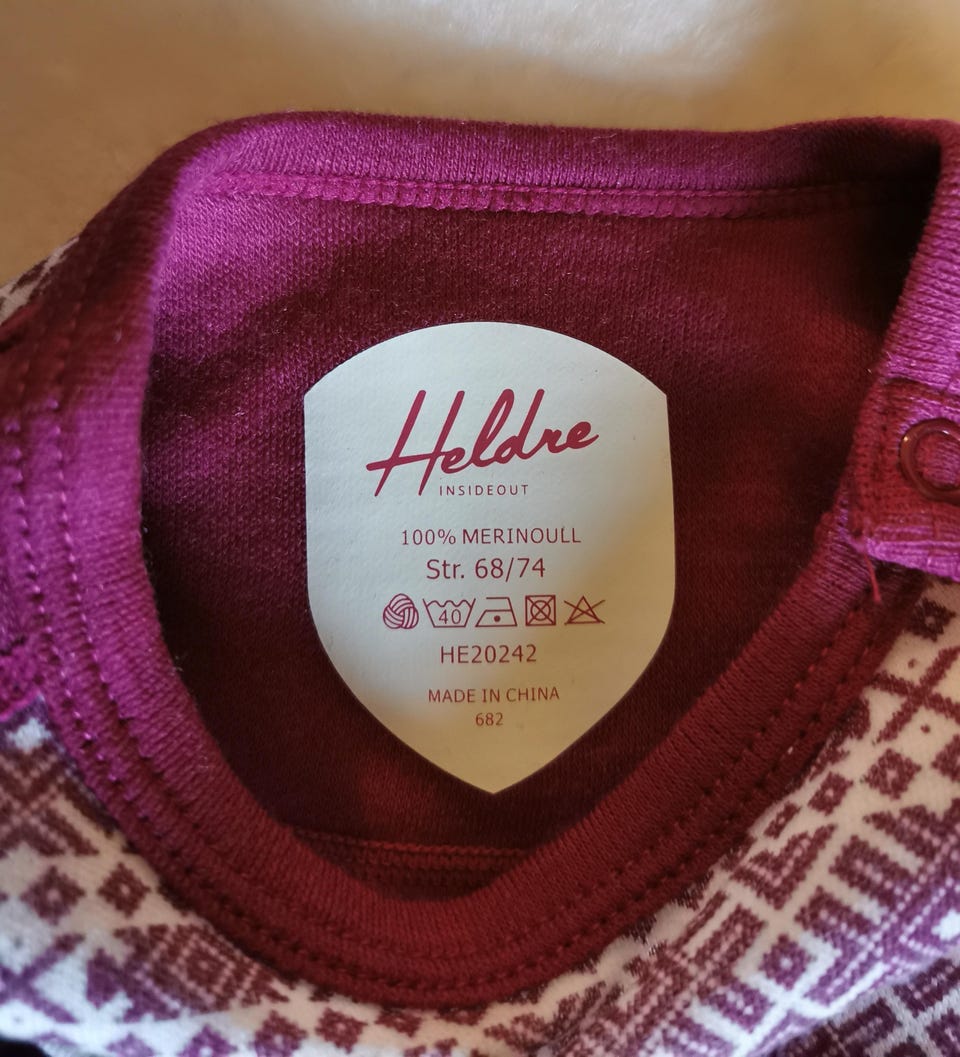 Heldre
INSIDEOUT
100% MERINOULL
Str. 68/74
40
HE20242
MADE IN CHINA
682